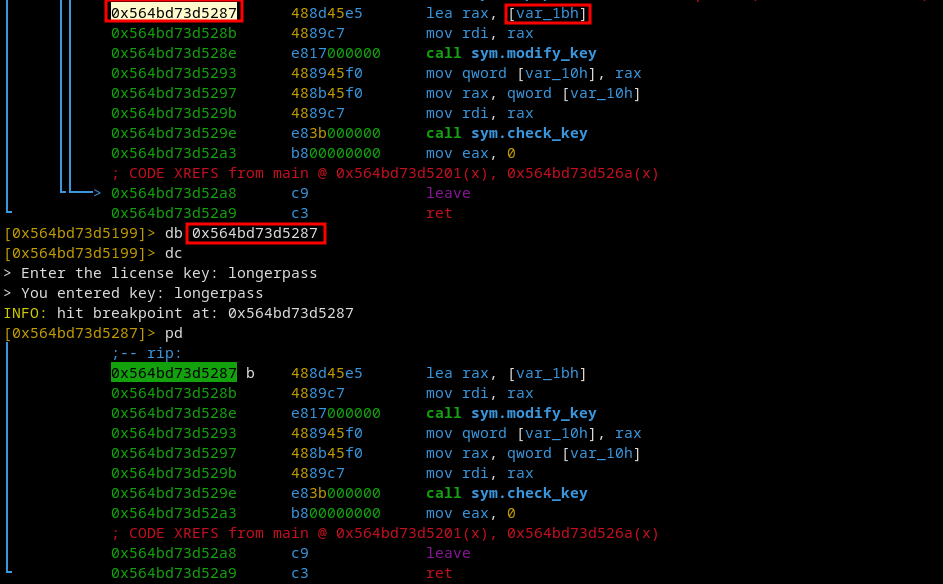 0x564bd73d5287 488d45e5 lea rax, [var_1bh]
0x564bd73d528b 4889c7 mov rdi, rax
0x564bd73d528e e817000000 call sym.modify_key
0x564bd73d5293 488945f0 mov qword [var_10h], rax
0x564bd73d5297 488b45f0 mov rax, qword [var_10h]
0x564bd73d529b 4889c7 mov rdi, rax
0x564bd73d529e e83b000000 call sym.check_key
0x564bd73d52a3 b800000000 mov eax, 0
; CODE XREFS from main @ 0x564bd73d5201(x), 0x564bd73d526a(x)
> 0x564bd73d52a8 c9 leave
0x564bd73d52a9 c3 ret
[0x564bd73d5199]> db 0x564bd73d5287
[0x564bd73d5199]> dc
> Enter the license key: longerpass
> You entered key: longerpass
INFO: hit breakpoint at: 0x564bd73d5287
[0x564bd73d5287]> pd
;-- rip:
0x564bd73d5287 b 488d45e5 lea rax, [var_1bh]
0x564bd73d528b 4889c7 mov rdi, rax
0x564bd73d528e e817000000 call sym.modify_key
0x564bd73d5293 488945f0 mov qword [var_10h], rax
0x564bd73d5297 488b45f0 mov rax, qword [var_10h]
0x564bd73d529b 4889c7 mov rdi, rax
0x564bd73d529e e83b000000 call sym.check_key
0x564bd73d52a3 b800000000 mov eax, 0
; CODE XREFS from main @ 0x564bd73d5201(x), 0x564bd73d526a(x)
0x564bd73d52a8 c9 leave
0x564bd73d52a9 c3 ret